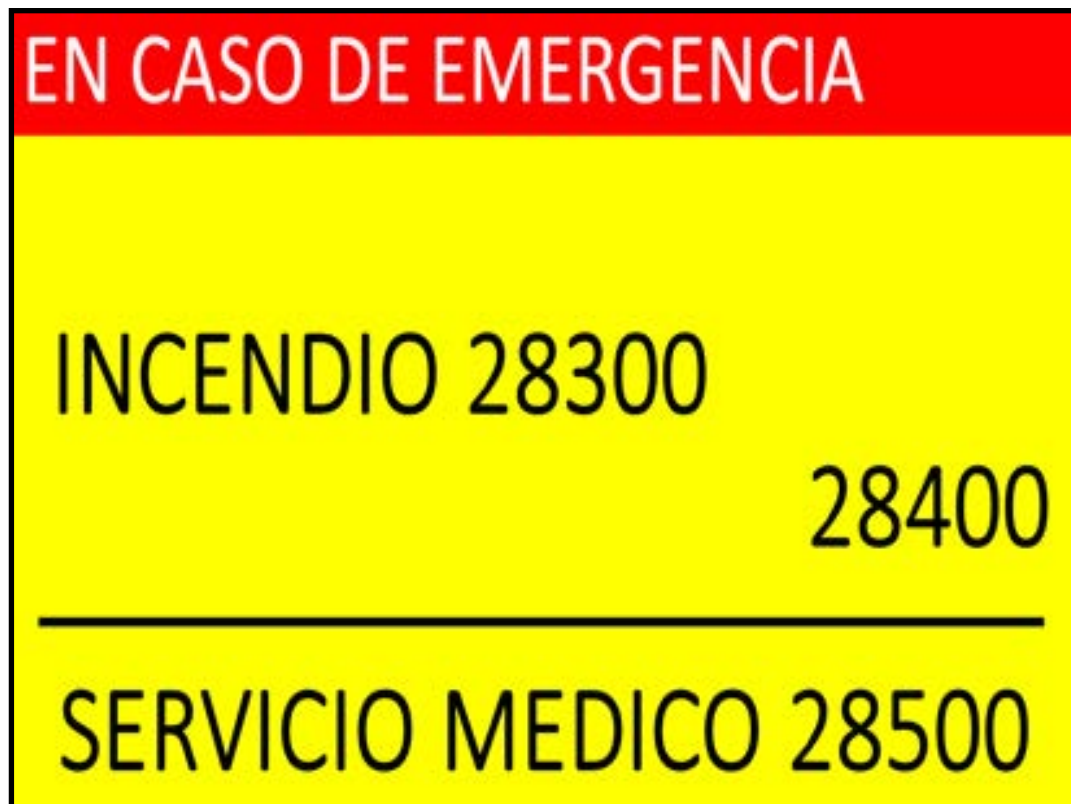 EN CASO DE EMERGENCIA
INCENDIO 28300
28400
SERVICIO MEDICO 28500